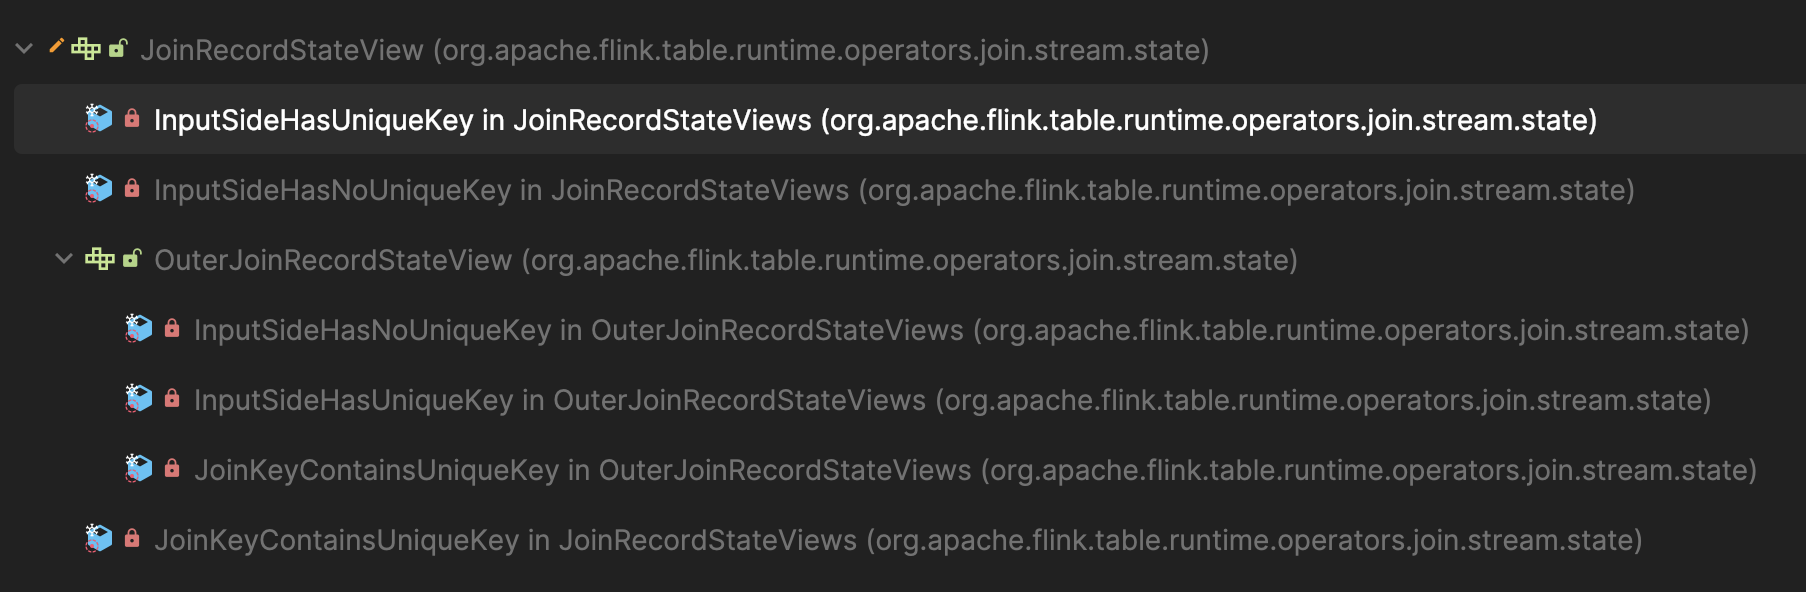 JoinRecordStateView (org.apache.flink.table.runtime.operators.join.stream.state)
InputSideHasUniqueKey in JoinRecordStateViews (org.apache.flink.table.runtime.operators.join.stream.state)
InputSideHasNoUniqueKey in JoinRecordStateViews (org.apache.flink.table.runtime.operators.join.stream.state)
OuterJoinRecordStateView (org.apache.flink.table.runtime.operators.join.stream.state)
InputSideHasNoUniqueKey in OuterJoinRecordStateViews (org.apache.flink.table.runtime.operators.join.stream.state)
InputSideHasUniqueKey in OuterJoinRecordStateViews (org.apache.flink.table.runtime.operators.join.stream.state)
JoinKeyContainsUniqueKey in OuterJoinRecordStateViews (org.apache.flink.table.runtime.operators.join.stream.state)
JoinKeyContainsUniqueKey in JoinRecordStateViews (org.apache.flink.table.runtime.operators.join.stream.state)